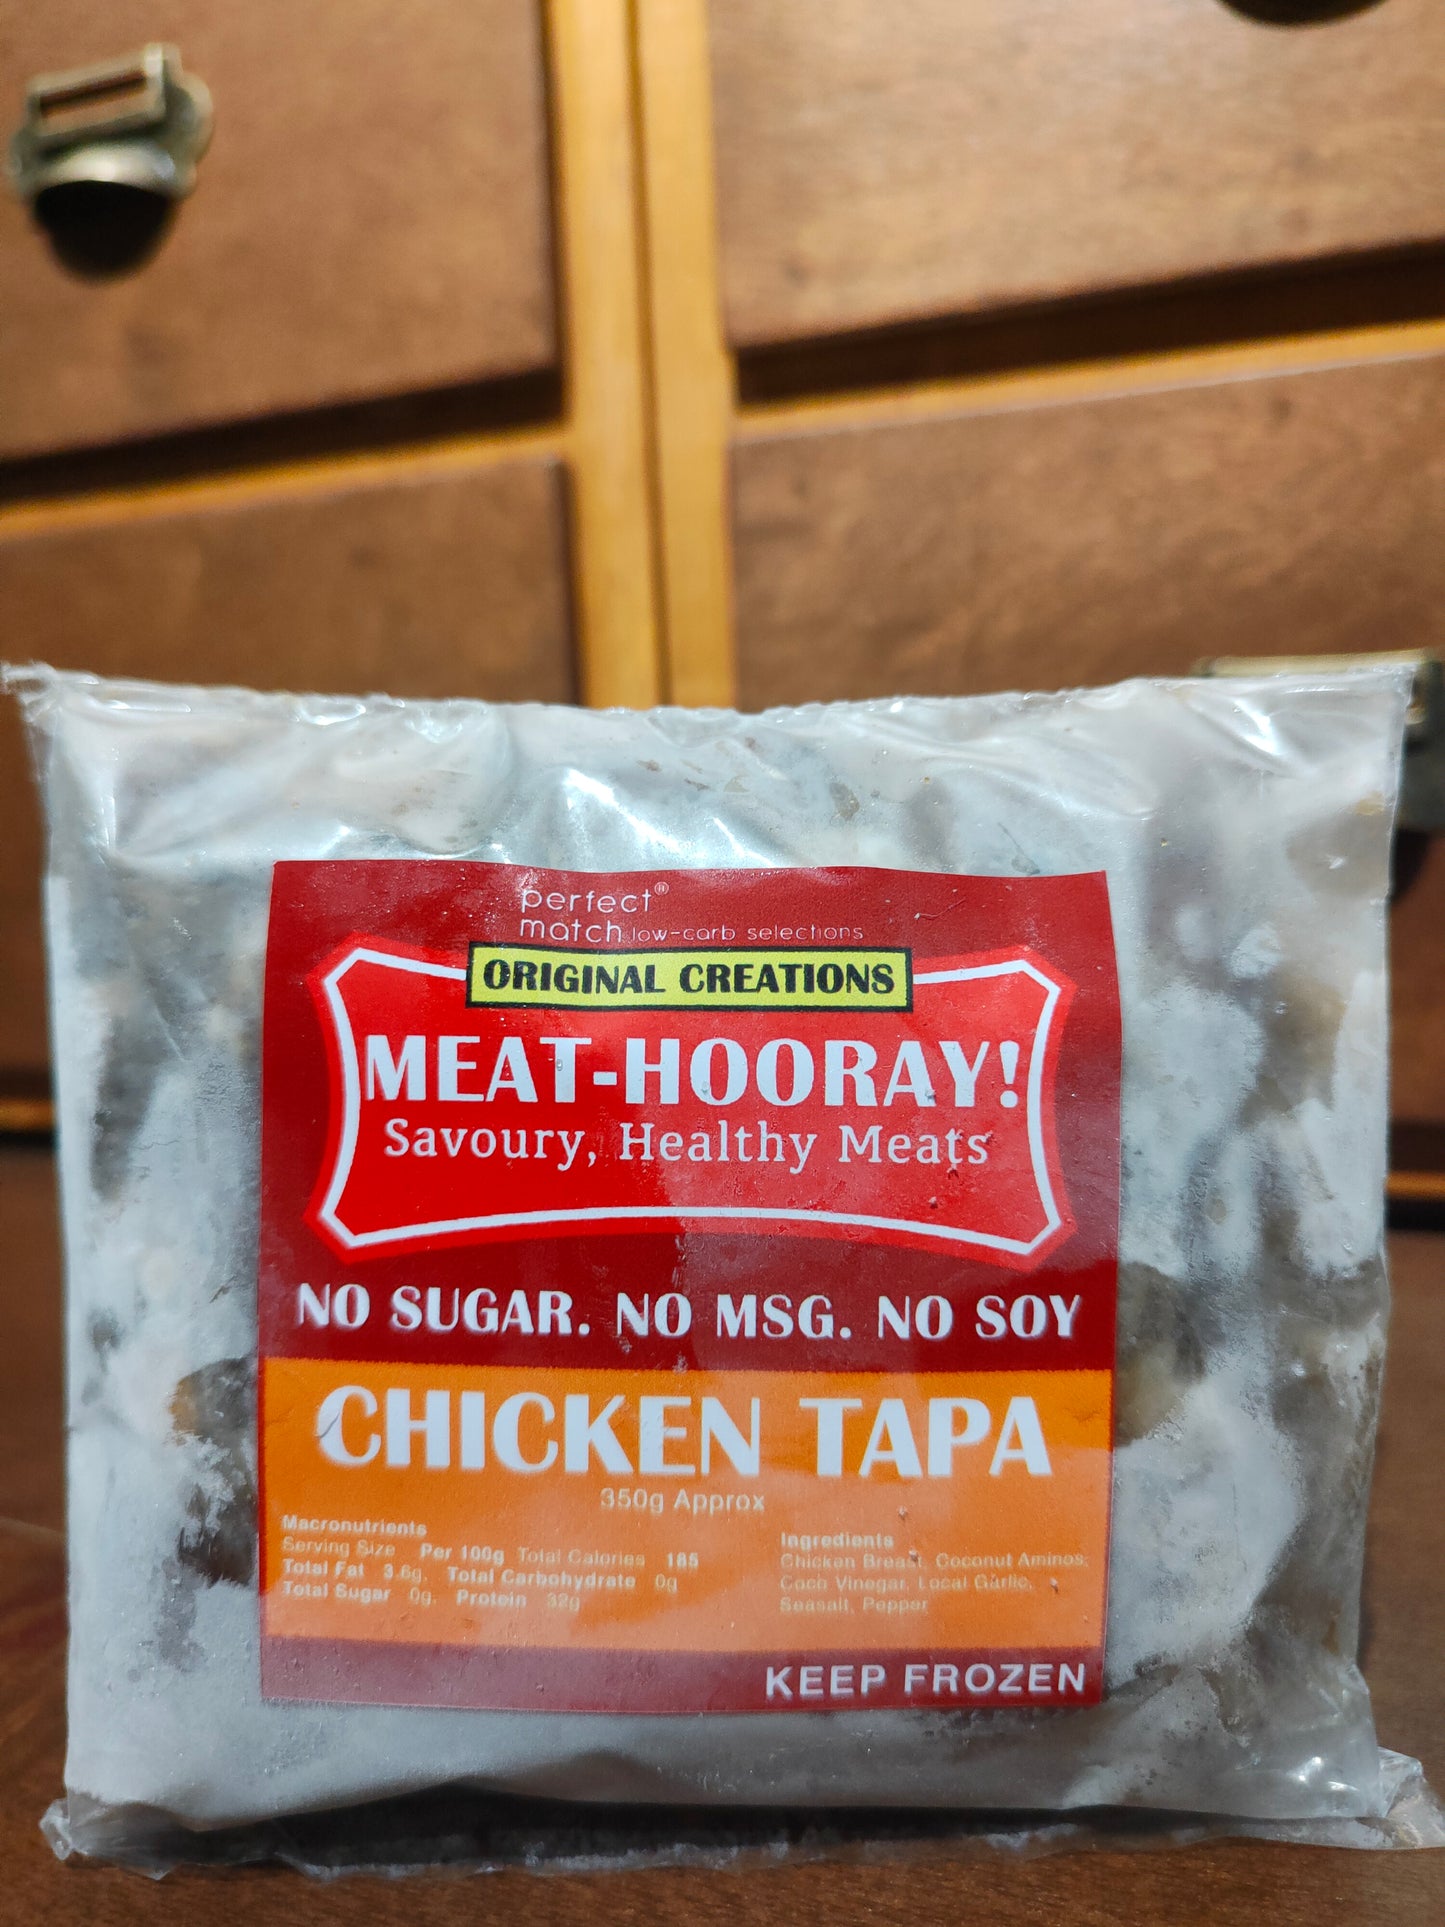 perfect®
match low-carb selections
ORIGINAL CREATIONS
MEAT-HOORAY!
Savoury, Healthy Meats
NO SUGAR. NO MSG. NO SOY
CHICKEN TAPA
350g Approx
Macronutrients
Serving Size Per 100g Total Calories 165
Total Fat 3.6g. Total Carbohydrate 0g
Total Sugar 0g. Protein 32g
Ingredients
Chicken Breast, Coconut Aminos,
Coco Vinegar, Local Garlic,
Seasalt, Pepper
KEEP FROZEN